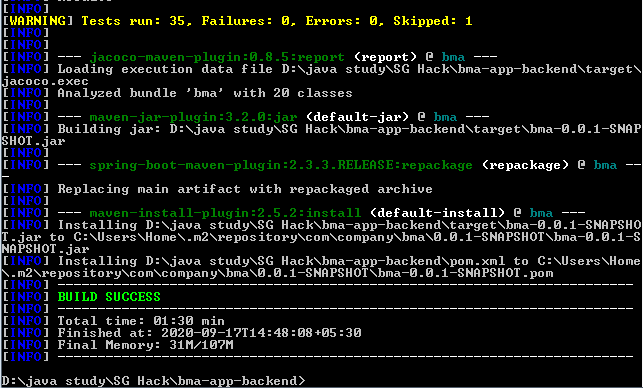 [INFO] Results:
[WARNING] Tests run: 35, Failures: 0, Errors: 0, Skipped: 1
[INFO]
[INFO]
[INFO] --- jacoco-maven-plugin:0.8.5:report (report) @ bma ---
[INFO] Loading execution data file D:\java study\SG Hack\bma-app-backend\target\
jacoco.exec
[INFO] Analyzed bundle 'bma' with 20 classes
[INFO]
[INFO] --- maven-jar-plugin:3.2.0:jar (default-jar) @ bma ---
[INFO] Building jar: D:\java study\SG Hack\bma-app-backend\target\bma-0.0.1-SNAP
SHOT.jar
[INFO]
[INFO] --- spring-boot-maven-plugin:2.3.3.RELEASE:repackage (repackage) @ bma --
-
[INFO] Replacing main artifact with repackaged archive
[INFO]
[INFO] --- maven-install-plugin:2.5.2:install (default-install) @ bma ---
[INFO] Installing D:\java study\SG Hack\bma-app-backend\target\bma-0.0.1-SNAPSHO
T.jar to C:\Users\Home\.m2\repository\com\company\bma\0.0.1-SNAPSHOT\bma-0.0.1-S
NAPSHOT.jar
[INFO] Installing D:\java study\SG Hack\bma-app-backend\pom.xml to C:\Users\Home
\.m2\repository\com\company\bma\0.0.1-SNAPSHOT\bma-0.0.1-SNAPSHOT.pom
[INFO] ------------------------------------------------------------------------
[INFO] BUILD SUCCESS
[INFO] ------------------------------------------------------------------------
[INFO] Total time: 01:30 min
[INFO] Finished at: 2020-09-17T14:48:08+05:30
[INFO] Final Memory: 31M/107M
[INFO] ------------------------------------------------------------------------
D:\java study\SG Hack\bma-app-backend>